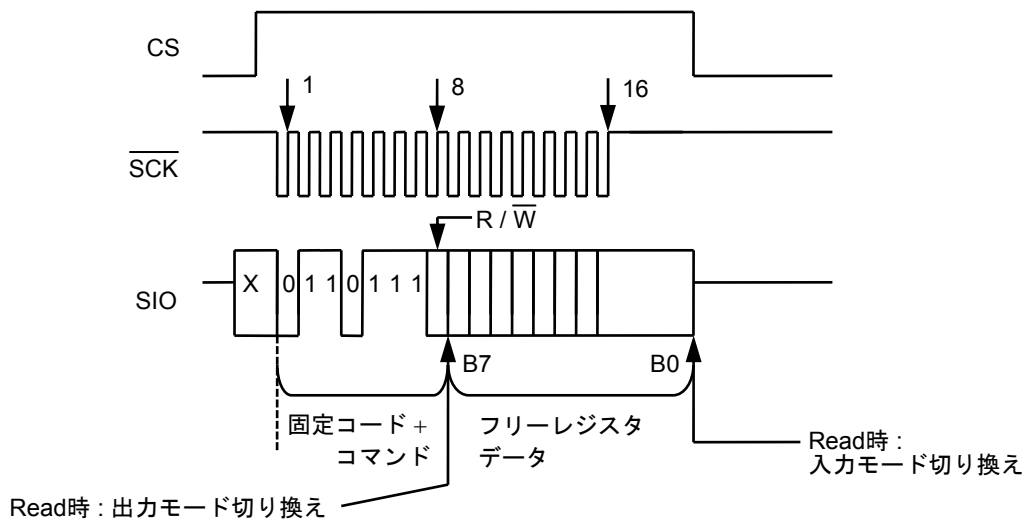 CS
1 8 16
SCK
R / W
SIO
X 0 1 1 0 1 1 1
B7 B0
固定コード +
コマンド
フリーレジスタ
データ
Read時 :
入力モード切り換え
Read時 : 出力モード切り換え